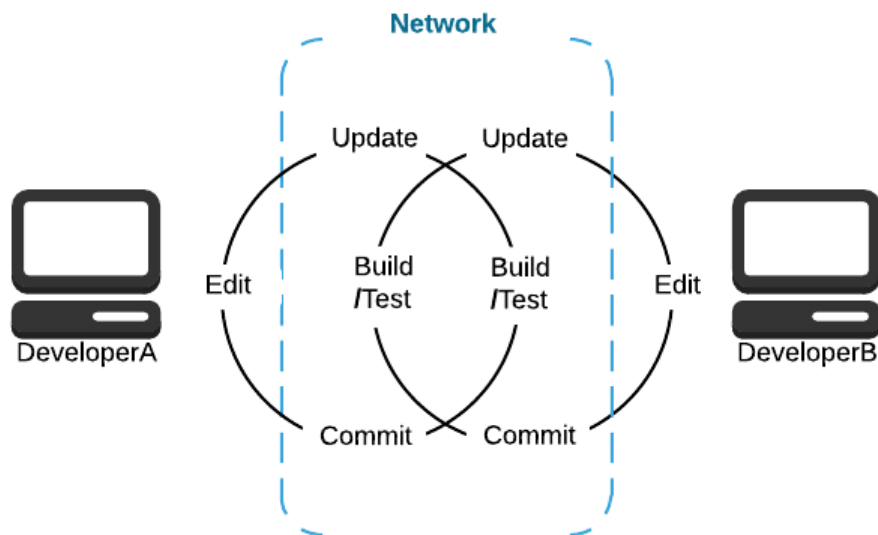 Network
Update Update
Build Build
Edit /Test /Test Edit
DeveloperA DeveloperB
Commit Commit